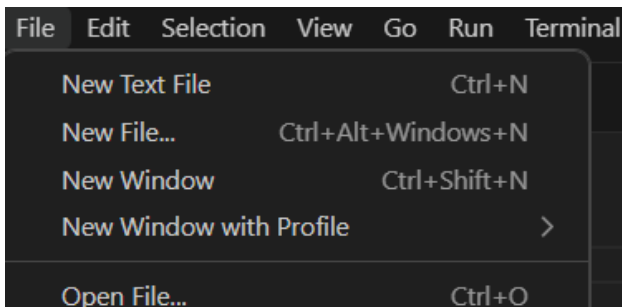 File Edit Selection View Go Run Terminal
New Text File Ctrl+N
New File... Ctrl+Alt+Windows+N
New Window Ctrl+Shift+N
New Window with Profile
Open File... Ctrl+O